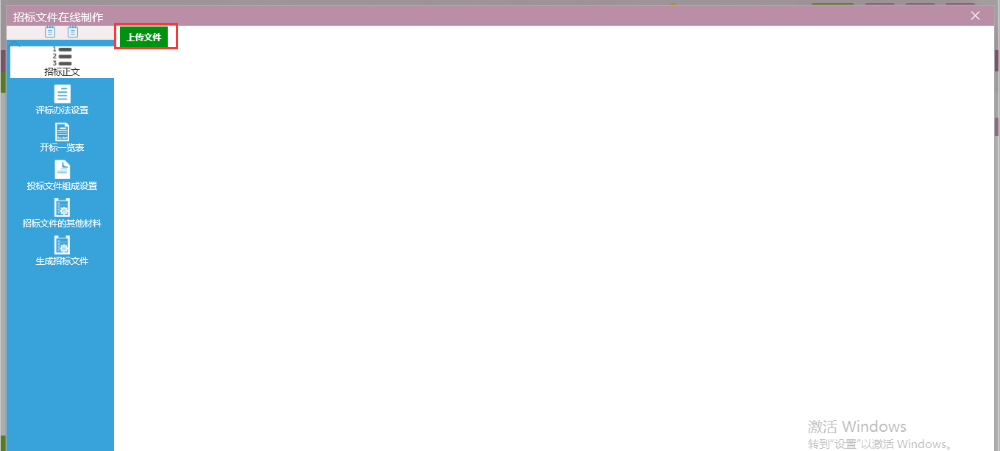 招标文件在线制作
上传文件
招标正文
评标办法设置
开标一览表
投标文件组成设置
招标文件的其他材料
生成招标文件
激活 Windows
转到“设置”以激活 Windows。